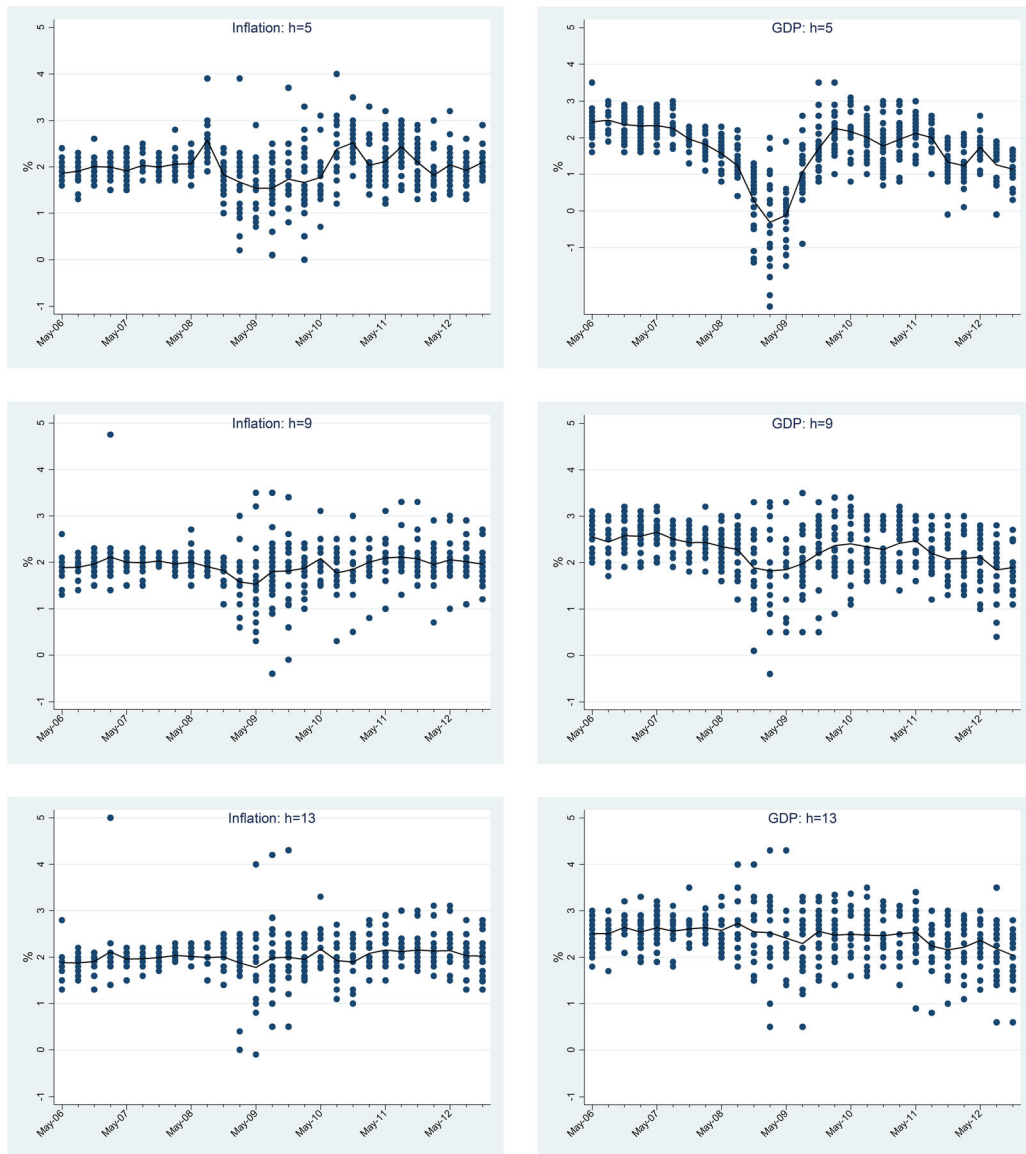 Inflation: h=5
5
4
3
2
1
0
-1
%
May-06
May-07
May-08
May-09
May-10
May-11
May-12
GDP: h=5
5
4
3
2
1
0
-1
%
May-06
May-07
May-08
May-09
May-10
May-11
May-12
Inflation: h=9
5
4
3
2
1
0
-1
%
May-06
May-07
May-08
May-09
May-10
May-11
May-12
GDP: h=9
5
4
3
2
1
0
-1
%
May-06
May-07
May-08
May-09
May-10
May-11
May-12
Inflation: h=13
5
4
3
2
1
0
-1
%
May-06
May-07
May-08
May-09
May-10
May-11
May-12
GDP: h=13
5
4
3
2
1
0
-1
%
May-06
May-07
May-08
May-09
May-10
May-11
May-12